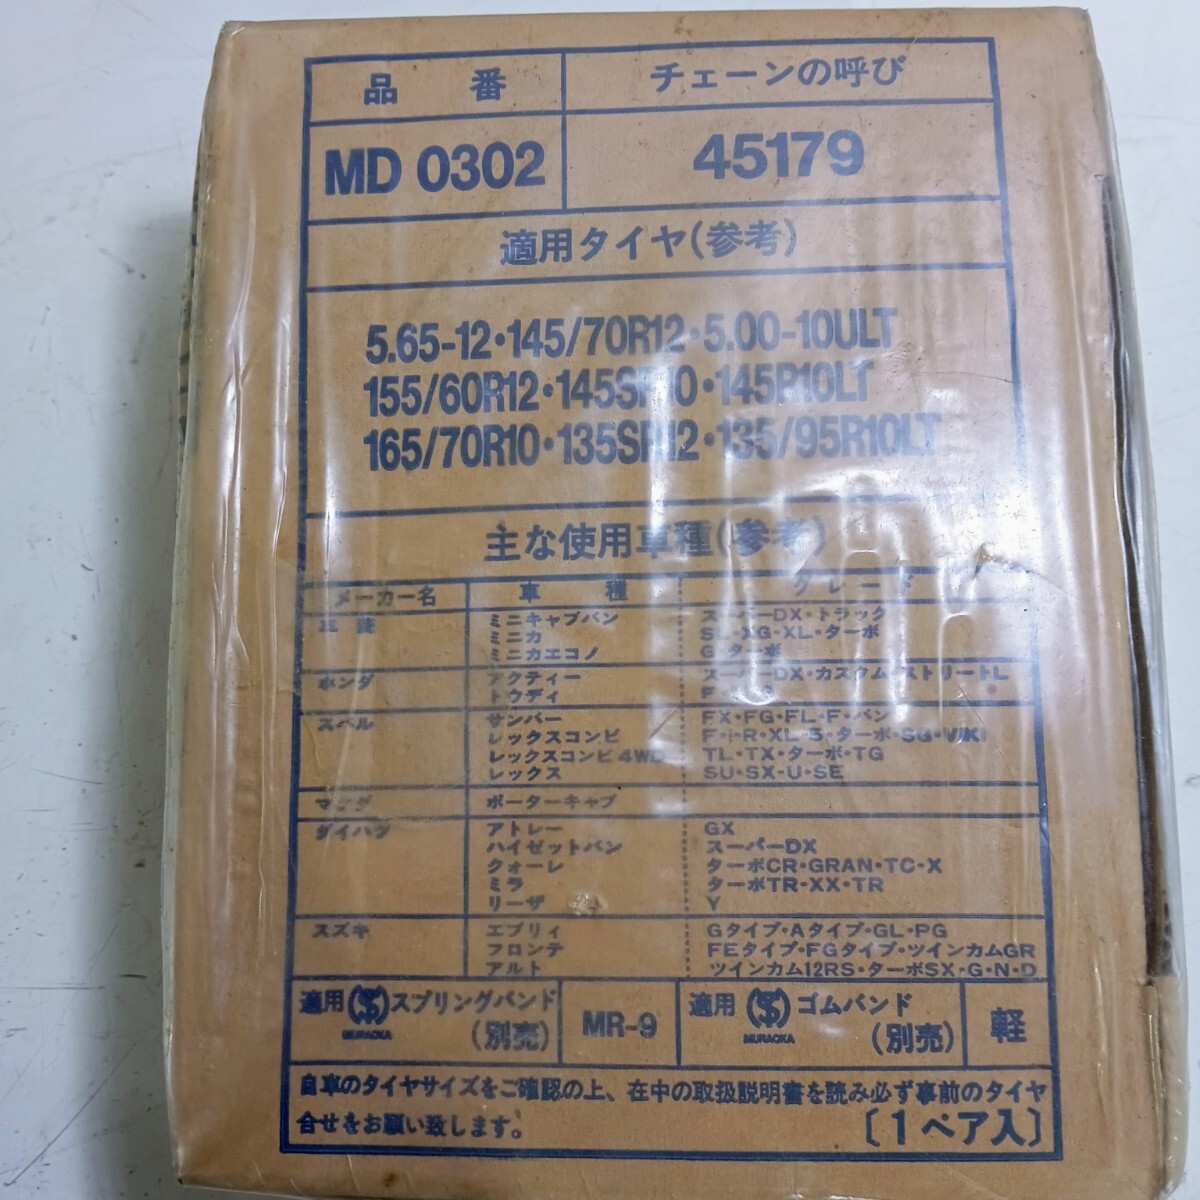 品番 チェーンの呼び
MD 0302 45179
適用タイヤ(参考)
5.65-12・145/70R12・5.00-10ULT
155/60R12・145SR10・145R10LT
165/70R10・135SR12・135/95R10LT
主な使用車種(参考)
メーカー名 車種 グレード
三菱 ミニキャブバン スーパーDX・トラック
ミニカ SL・XG・XL・ターボ
ミニカエコノ G・ターボ
ホンダ アクティー スーパーDX・カスタム・ストリートL
トゥディ F
スバル サンバー FX・FG・FL・F・バン
レックスコンビ F・i・R・XL・S・ターボ・SG・VIKI
レックスコンビ4WD TL・TX・ターボ・TG
レックス SU・SX-U・SE
マツダ ポーターキャブ
ダイハツ アトレー GX
ハイゼットバン スーパーDX
クォーレ ターボCR・GRAN・TC・X
ミラ ターボTR・XX・TR
リーザ Y
スズキ エブリィ Gタイプ・Aタイプ・GL・PG
フロンテ FEタイプ・FGタイプ・ツインカムGR
アルト ツインカム12RS・ターボSX・G・N・D
適用 MURAOKA スプリングバンド(別売) MR-9 適用 MURAOKA ゴムバンド(別売) 軽
自車のタイヤサイズをご確認の上、在中の取扱説明書を読み必ず事前のタイヤ
合せをお願い致します。 〔1ペア入〕